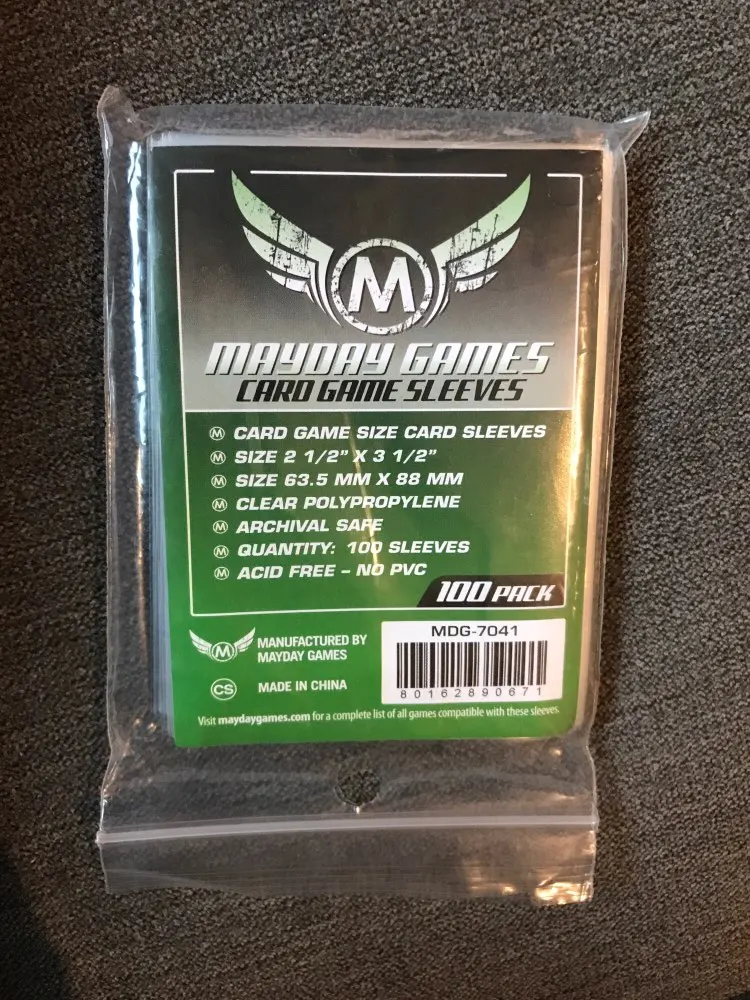 M
MAYDAY GAMES
CARD GAME SLEEVES
CARD GAME SIZE CARD SLEEVES
SIZE 2 1/2" X 3 1/2"
SIZE 63.5 MM X 88 MM
CLEAR POLYPROPYLENE
ARCHIVAL SAFE
QUANTITY: 100 SLEEVES
ACID FREE – NO PVC
100 PACK
M
MANUFACTURED BY
MAYDAY GAMES
CS
MADE IN CHINA
MDG-7041
80162890671
Visit maydaygames.com for a complete list of all games compatible with these sleeves.